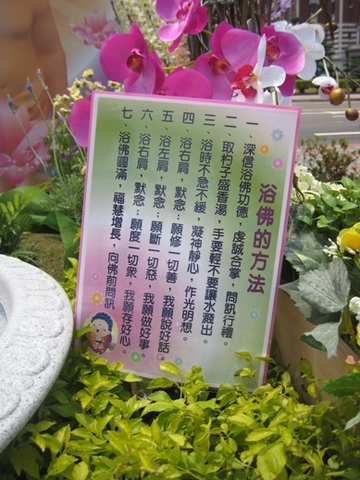 浴佛的方法
一、深信浴佛功德，虔誠合掌，問訊行禮。
二、取杓子盛香湯，手要輕不要讓水濺出。
三、浴時不急不緩，凝神靜心，作光明想。
四、浴右肩，默念：願修一切善，我願說好話。
五、浴左肩，默念：願斷一切惡，我願做好事。
六、浴右肩，默念：願度一切眾，我願存好心。
七、浴佛圓滿，福慧增長，向佛前問訊。